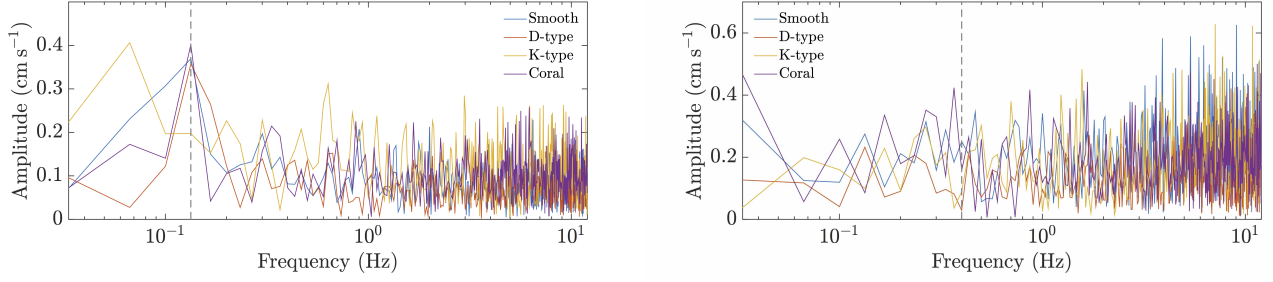 Amplitude (cm s⁻¹)
0.4
0.3
0.2
0.1
0
Smooth
D-type
K-type
Coral
10⁻¹
10⁰
10¹
Frequency (Hz)
Amplitude (cm s⁻¹)
0.6
0.4
0.2
0
Smooth
D-type
K-type
Coral
10⁻¹
10⁰
10¹
Frequency (Hz)